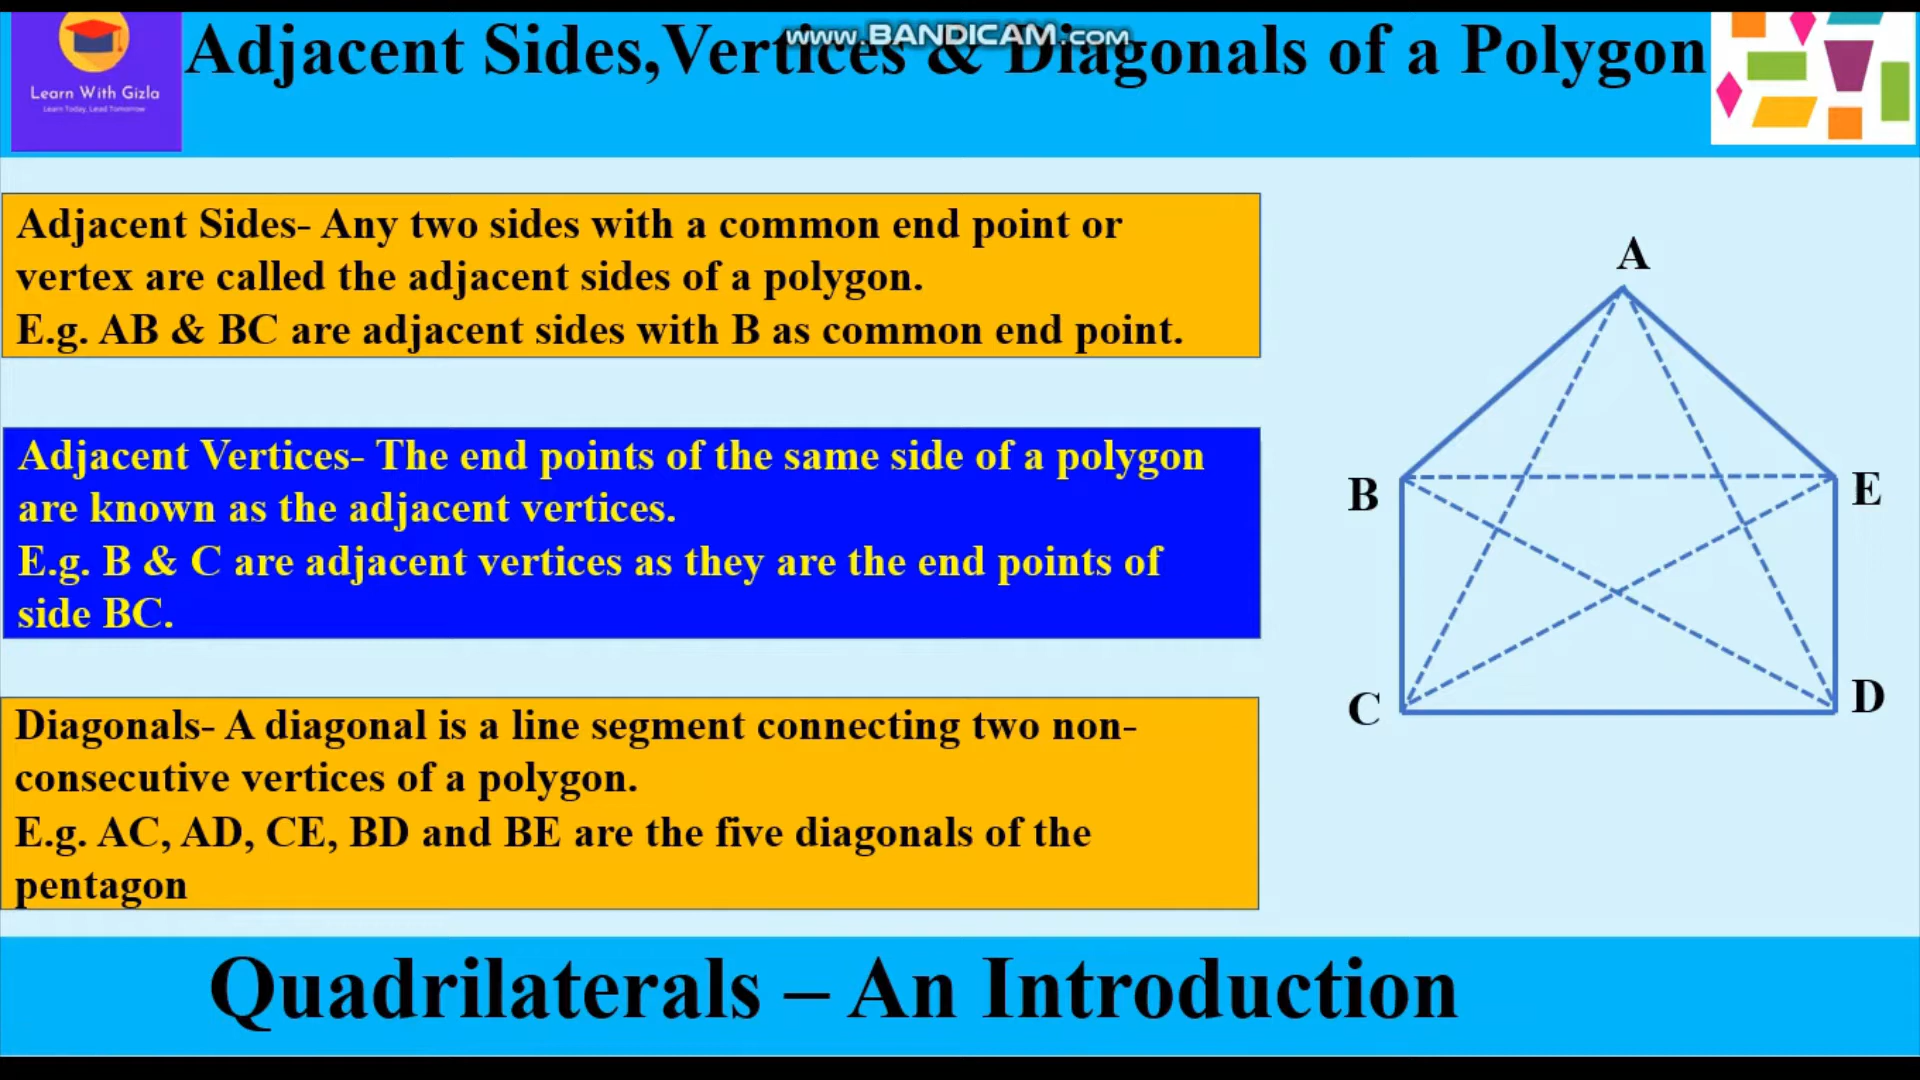 www.BANDICAM.com
Adjacent Sides,Vertices & Diagonals of a Polygon
Learn With Gizla
Learn Today, Lead Tomorrow
Adjacent Sides- Any two sides with a common end point or
vertex are called the adjacent sides of a polygon.
E.g. AB & BC are adjacent sides with B as common end point.
Adjacent Vertices- The end points of the same side of a polygon
are known as the adjacent vertices.
E.g. B & C are adjacent vertices as they are the end points of
side BC.
Diagonals- A diagonal is a line segment connecting two non-
consecutive vertices of a polygon.
E.g. AC, AD, CE, BD and BE are the five diagonals of the
pentagon
A
B
E
C
D
Quadrilaterals – An Introduction